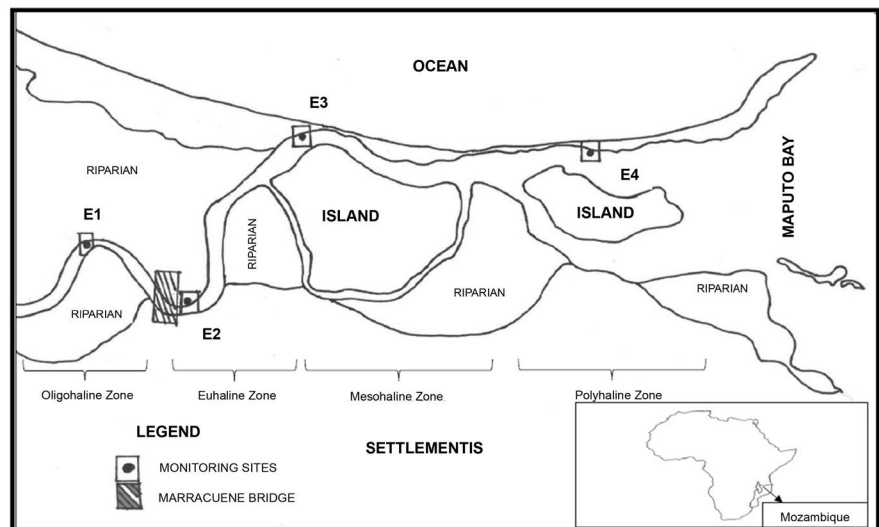 OCEAN
E3
RIPARIAN
E4
E1
ISLAND
ISLAND
MAPUTO BAY
RIPARIAN
RIPARIAN
RIPARIAN
RIPARIAN
E2
Oligohaline Zone
Euhaline Zone
Mesohaline Zone
Polyhaline Zone
LEGEND
SETTLEMENTIS
MONITORING SITES
MARRACUENE BRIDGE
Mozambique